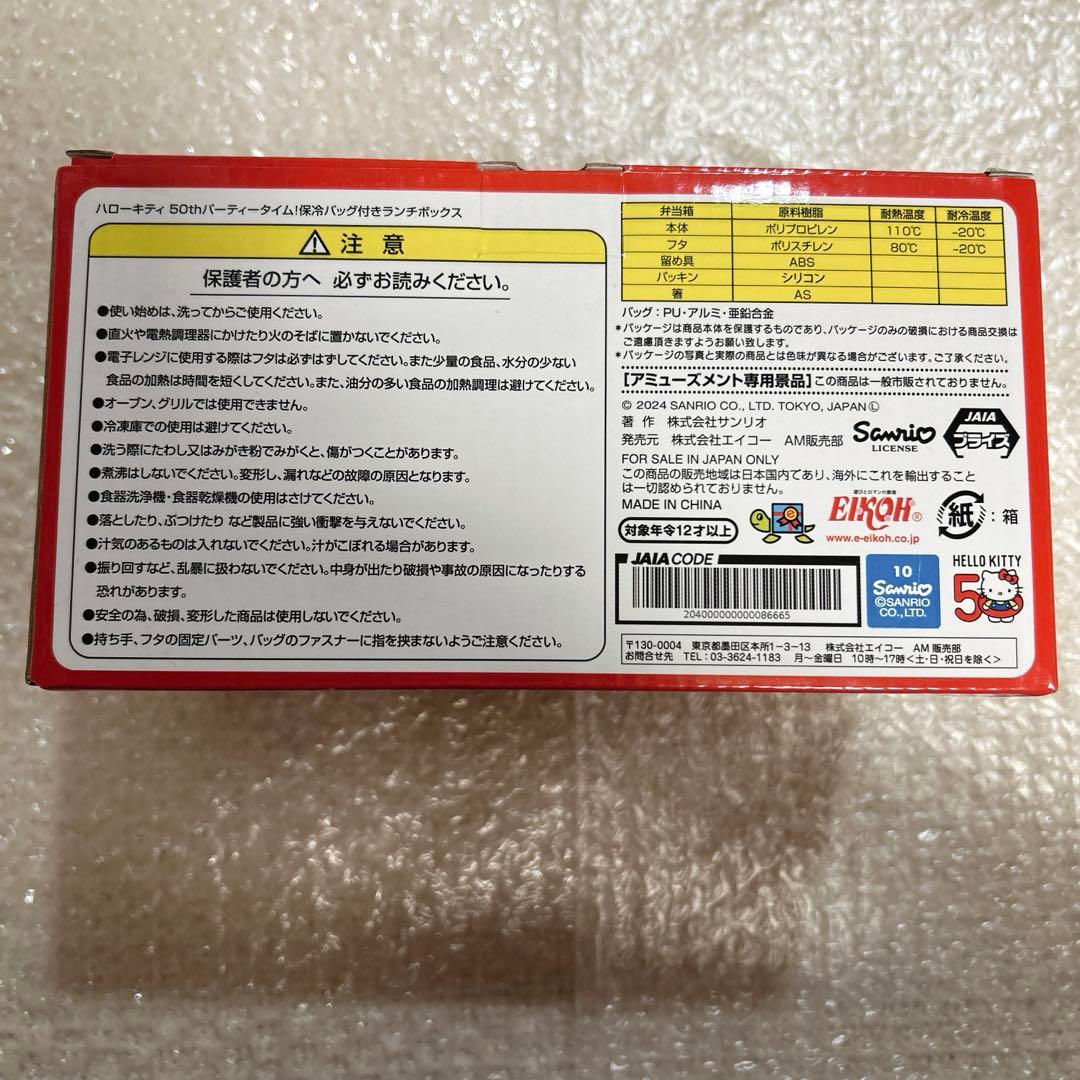 ハローキティ 50thパーティータイム!保冷バッグ付きランチボックス
注意
保護者の方へ 必ずお読みください。
●使い始めは、洗ってからご使用ください。
●直火や電熱調理器にかけたり火のそばに置かないでください。
●電子レンジに使用する際はフタは必ずはずしてください。また少量の食品、水分の少ない
食品の加熱は時間を短くしてください。また、油分の多い食品の加熱調理は避けてください。
●オーブン、グリルでは使用できません。
●冷凍庫での使用は避けてください。
●洗う際にたわし又はみがき粉でみがくと、傷がつくことがあります。
●煮沸はしないでください。変形し、漏れなどの故障の原因となります。
●食器洗浄機・食器乾燥機の使用はさけてください。
●落としたり、ぶつけたり など製品に強い衝撃を与えないでください。
●汁気のあるものは入れないでください。汁がこぼれる場合があります。
●振り回すなど、乱暴に扱わないでください。中身が出たり破損や事故の原因になったりする
恐れがあります。
●安全の為、破損、変形した商品は使用しないでください。
●持ち手、フタの固定パーツ、バッグのファスナーに指を挟まないようご注意ください。
弁当箱 原料樹脂 耐熱温度 耐冷温度
本体 ポリプロピレン 110℃ -20℃
フタ ポリスチレン 80℃ -20℃
留め具 ABS
パッキン シリコン
箸 AS
バッグ：PU・アルミ・亜鉛合金
*パッケージは商品本体を保護するものであり、パッケージのみの破損における商品交換は
ご遠慮頂きますようお願い致します。
*パッケージの写真と実際の商品とは色味が異なる場合がございます。ご了承ください。
【アミューズメント専用景品】この商品は一般市販されておりません。
© 2024 SANRIO CO., LTD. TOKYO, JAPAN Ⓛ
著 作 株式会社サンリオ
発売元 株式会社エイコー AM販売部
Sanrio
LICENSE
JAIA
プライズ
FOR SALE IN JAPAN ONLY
この商品の販売地域は日本国内であり、海外にこれを輸出すること
は一切認められておりません。
MADE IN CHINA
対象年令12才以上
遊びとロマンの創造
EIKOH®
www.e-eikoh.co.jp
紙：箱
JAIA CODE
204000000000086665
10
Sanrio
©SANRIO
CO., LTD.
HELLO KITTY
50
〒130-0004 東京都墨田区本所1-3-13 株式会社エイコー AM販売部
お問合せ先 TEL：03-3624-1183 月～金曜日 10時～17時<土・日・祝日を除く>